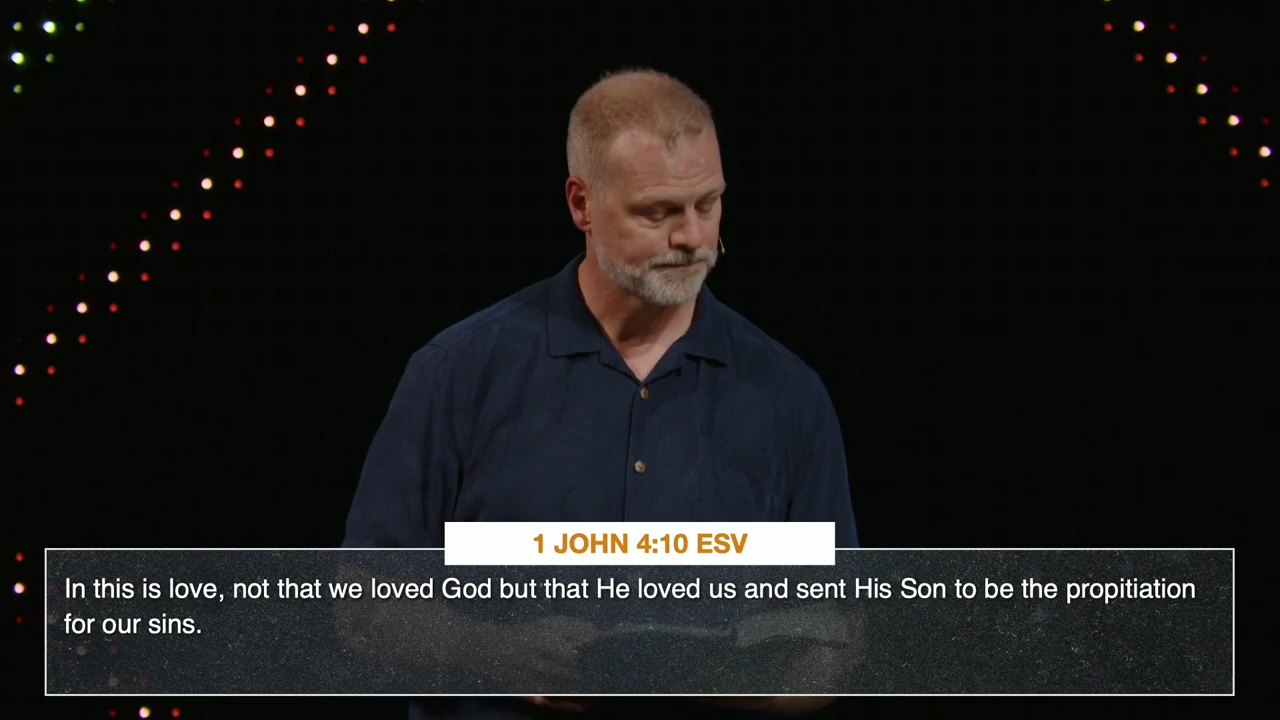 1 JOHN 4:10 ESV
In this is love, not that we loved God but that He loved us and sent His Son to be the propitiation
for our sins.